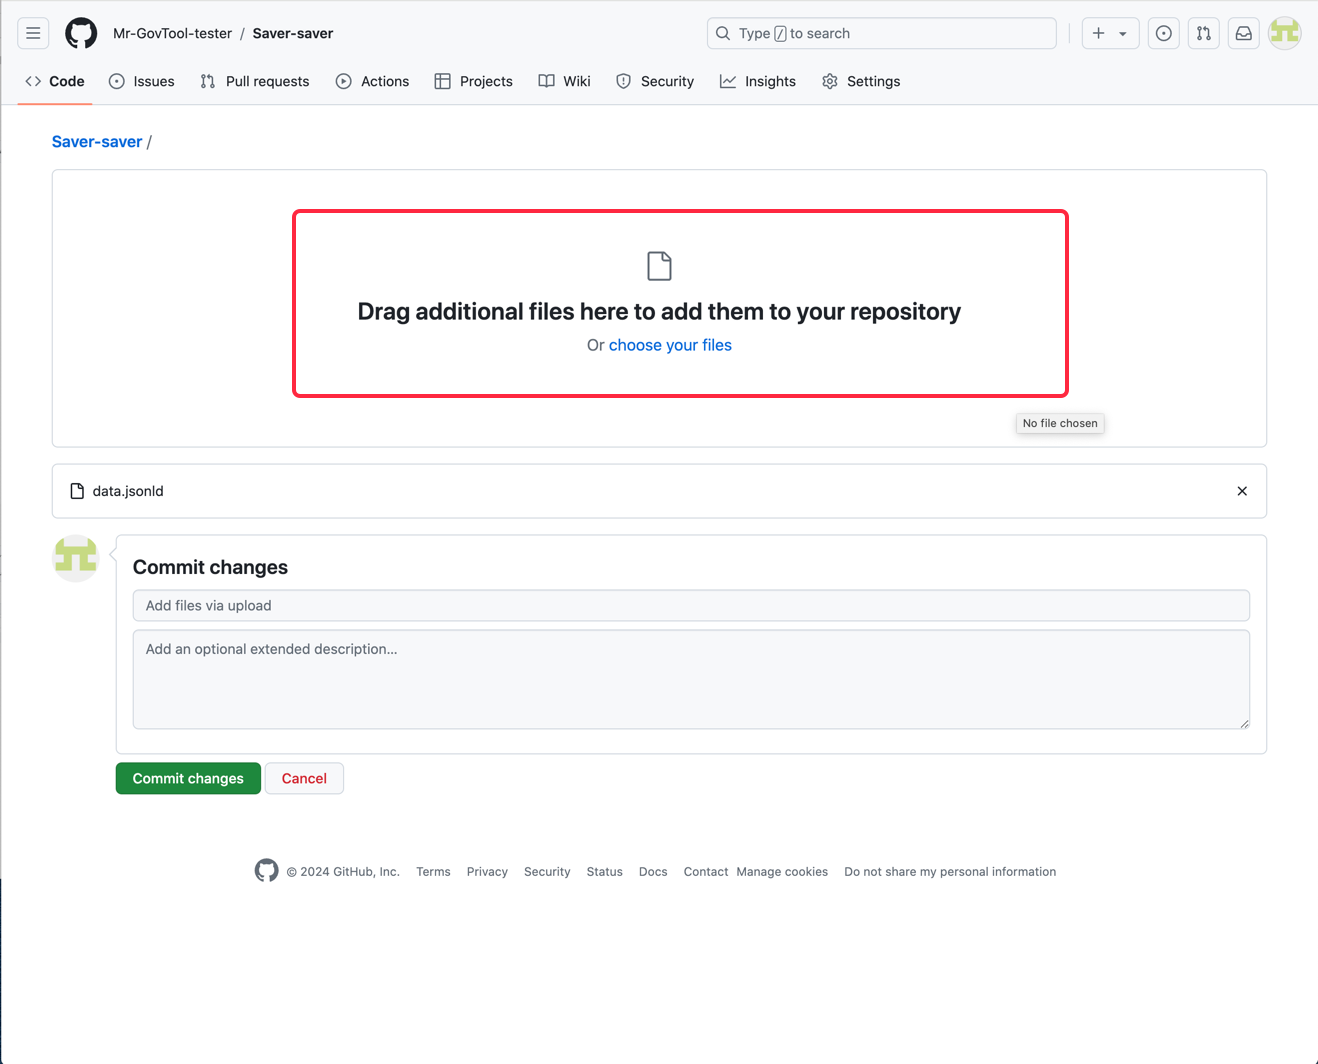 Mr-GovTool-tester / Saver-saver
Type / to search
Code Issues Pull requests Actions Projects Wiki Security Insights Settings
Saver-saver /
Drag additional files here to add them to your repository
Or choose your files
No file chosen
data.jsonld
Commit changes
Add files via upload
Add an optional extended description...
Commit changes Cancel
© 2024 GitHub, Inc. Terms Privacy Security Status Docs Contact Manage cookies Do not share my personal information